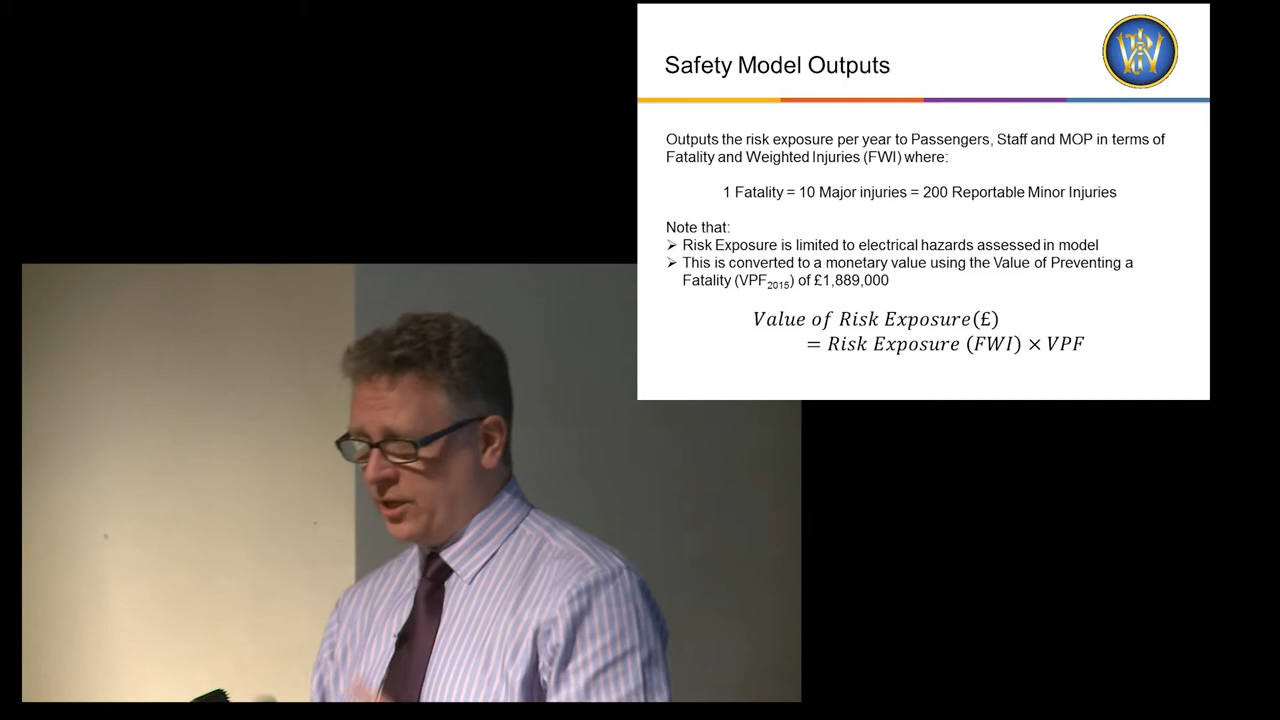 Safety Model Outputs
Outputs the risk exposure per year to Passengers, Staff and MOP in terms of
Fatality and Weighted Injuries (FWI) where:
1 Fatality = 10 Major injuries = 200 Reportable Minor Injuries
Note that:
➢ Risk Exposure is limited to electrical hazards assessed in model
➢ This is converted to a monetary value using the Value of Preventing a
Fatality (VPF2015) of £1,889,000
Value of Risk Exposure(£)
= Risk Exposure (FWI) × VPF